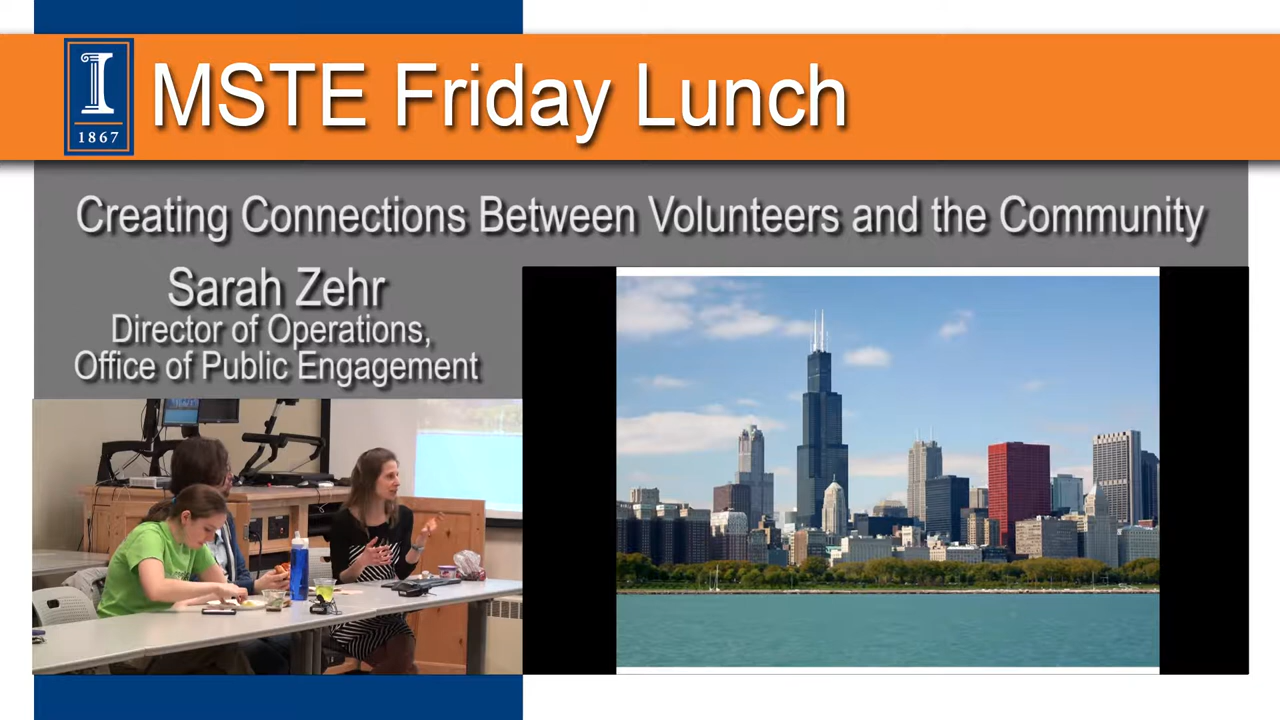 I
1867
MSTE Friday Lunch
Creating Connections Between Volunteers and the Community
Sarah Zehr
Director of Operations,
Office of Public Engagement